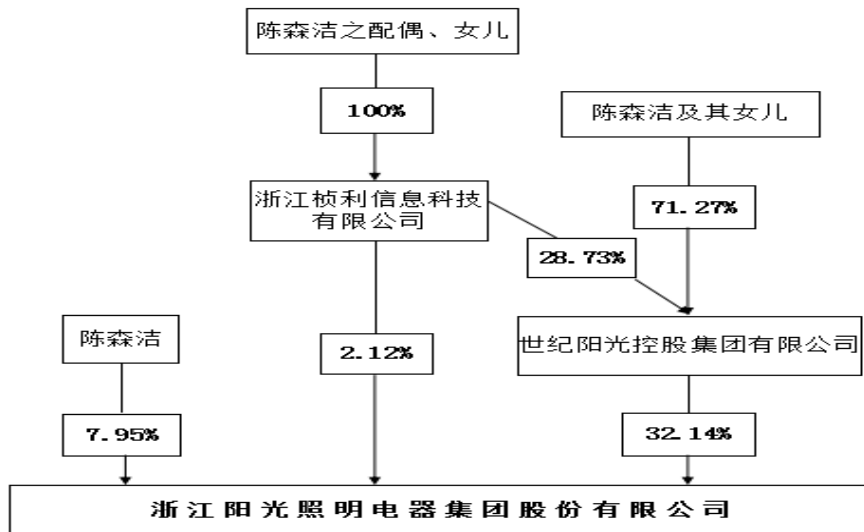 陈森洁之配偶、女儿
100%
陈森洁及其女儿
浙江桢利信息科技
有限公司
71.27%
28.73%
陈森洁
2.12%
世纪阳光控股集团有限公司
7.95%
32.14%
浙江阳光照明电器集团股份有限公司